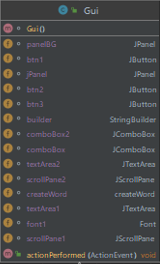 Gui
Gui()
panelBG JPanel
btn1 JButton
jPanel JPanel
btn2 JButton
btn3 JButton
builder StringBuilder
comboBox2 JComboBox
comboBox JComboBox
textArea2 JTextArea
scrollPane2 JScrollPane
createWord createWord
textArea1 JTextArea
font1 Font
scrollPane1 JScrollPane
actionPerformed(ActionEvent) void